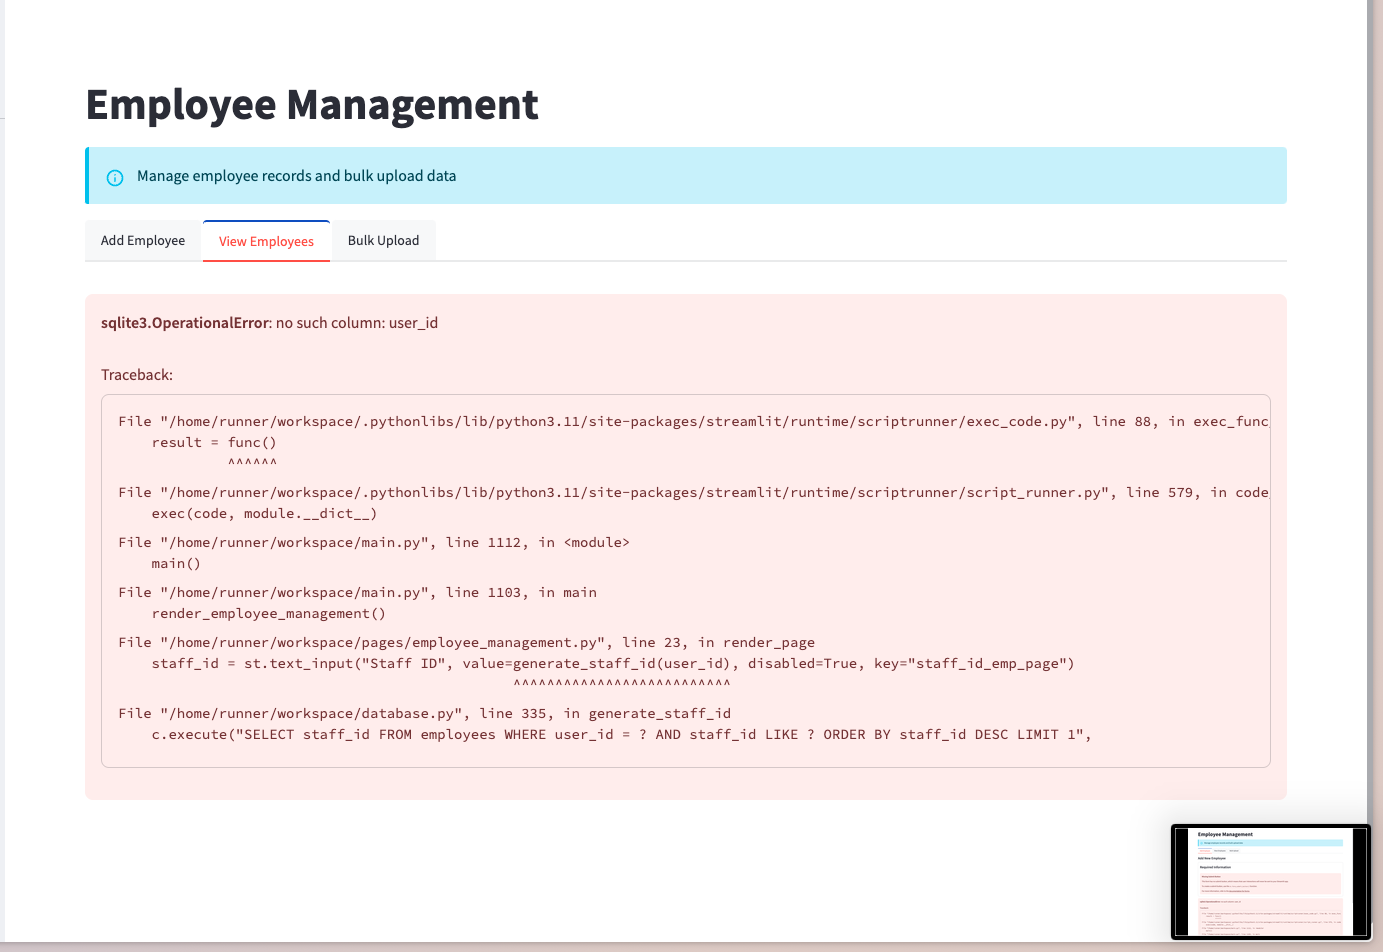 Employee Management
Manage employee records and bulk upload data
Add Employee
View Employees
Bulk Upload
sqlite3.OperationalError: no such column: user_id
Traceback:
File "/home/runner/workspace/.pythonlibs/lib/python3.11/site-packages/streamlit/runtime/scriptrunner/exec_code.py", line 88, in exec_func
result = func()
^^^^^^
File "/home/runner/workspace/.pythonlibs/lib/python3.11/site-packages/streamlit/runtime/scriptrunner/script_runner.py", line 579, in code
exec(code, module.__dict__)
File "/home/runner/workspace/main.py", line 1112, in <module>
main()
File "/home/runner/workspace/main.py", line 1103, in main
render_employee_management()
File "/home/runner/workspace/pages/employee_management.py", line 23, in render_page
staff_id = st.text_input("Staff ID", value=generate_staff_id(user_id), disabled=True, key="staff_id_emp_page")
^^^^^^^^^^^^^^^^^^^^^^^^^^
File "/home/runner/workspace/database.py", line 335, in generate_staff_id
c.execute("SELECT staff_id FROM employees WHERE user_id = ? AND staff_id LIKE ? ORDER BY staff_id DESC LIMIT 1",
Employee Management
Add New Employee
Required Information